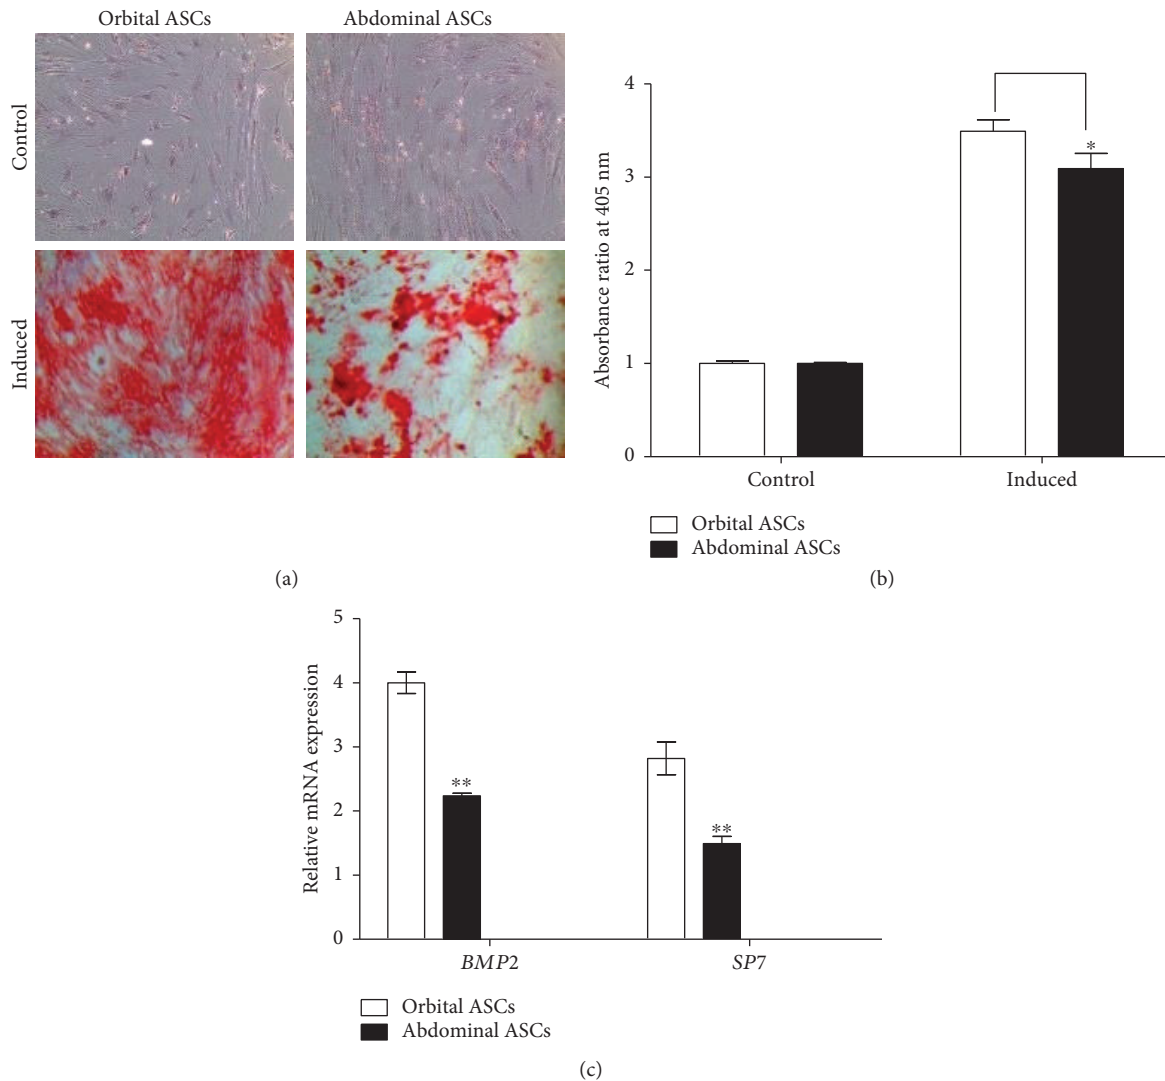 Orbital ASCs
Abdominal ASCs
Control
Induced
(a)
Absorbance ratio at 405 nm
4
3
2
1
0
*
Control
Induced
Orbital ASCs
Abdominal ASCs
(b)
Relative mRNA expression
5
4
3
2
1
0
**
**
BMP2
SP7
Orbital ASCs
Abdominal ASCs
(c)